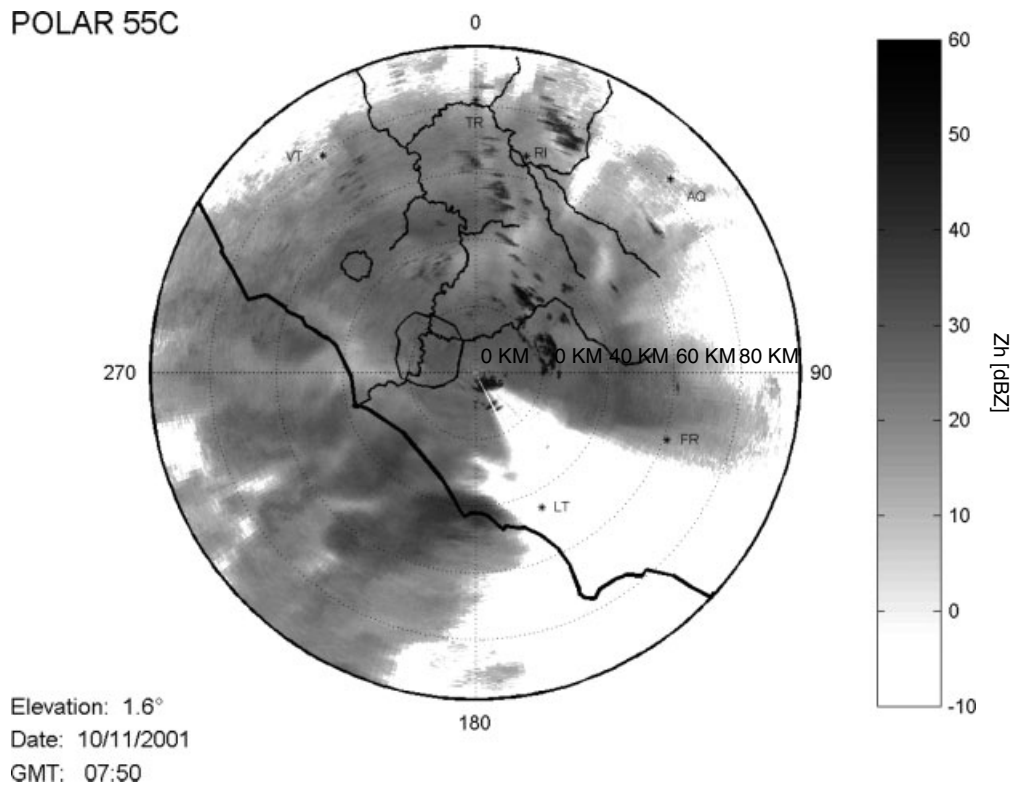 POLAR 55C
0
60
50
TR
VT
RI
AQ
40
30
270
0 KM 0 KM 40 KM 60 KM 80 KM
90
Zh [dBZ]
20
FR
LT
10
0
-10
180
Elevation: 1.6°
Date: 10/11/2001
GMT: 07:50